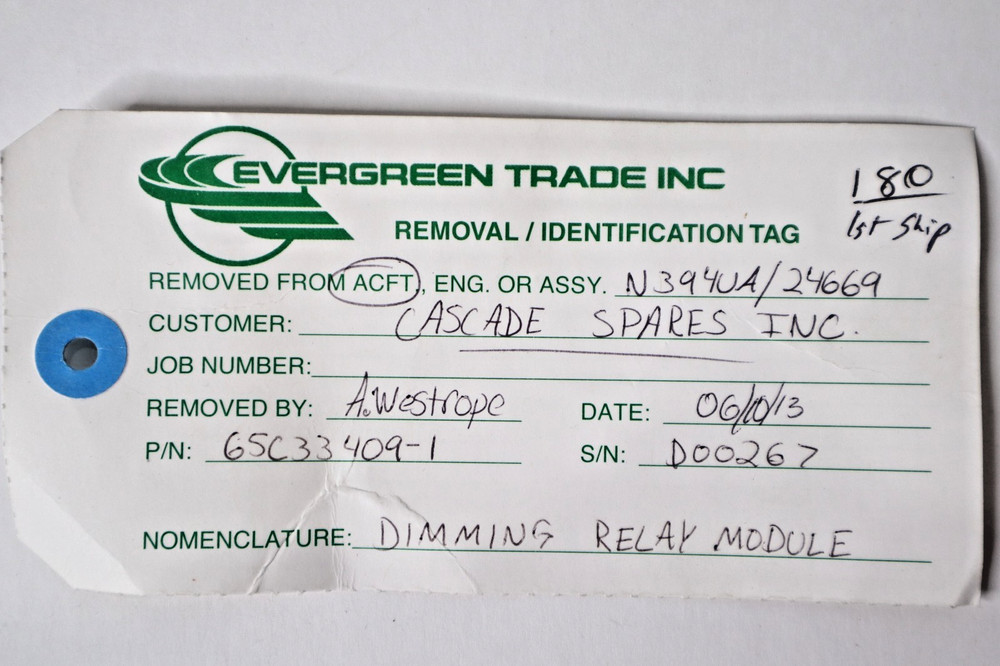 EVERGREEN TRADE INC
180
REMOVAL / IDENTIFICATION TAG
1st Ship
REMOVED FROM ACFT, ENG. OR ASSY. N394UA/24669
CUSTOMER: CASCADE SPARES INC.
JOB NUMBER:
REMOVED BY: A.Westrope DATE: 06/10/13
P/N: 65C33409-1 S/N: D00267
NOMENCLATURE: DIMMING RELAY MODULE